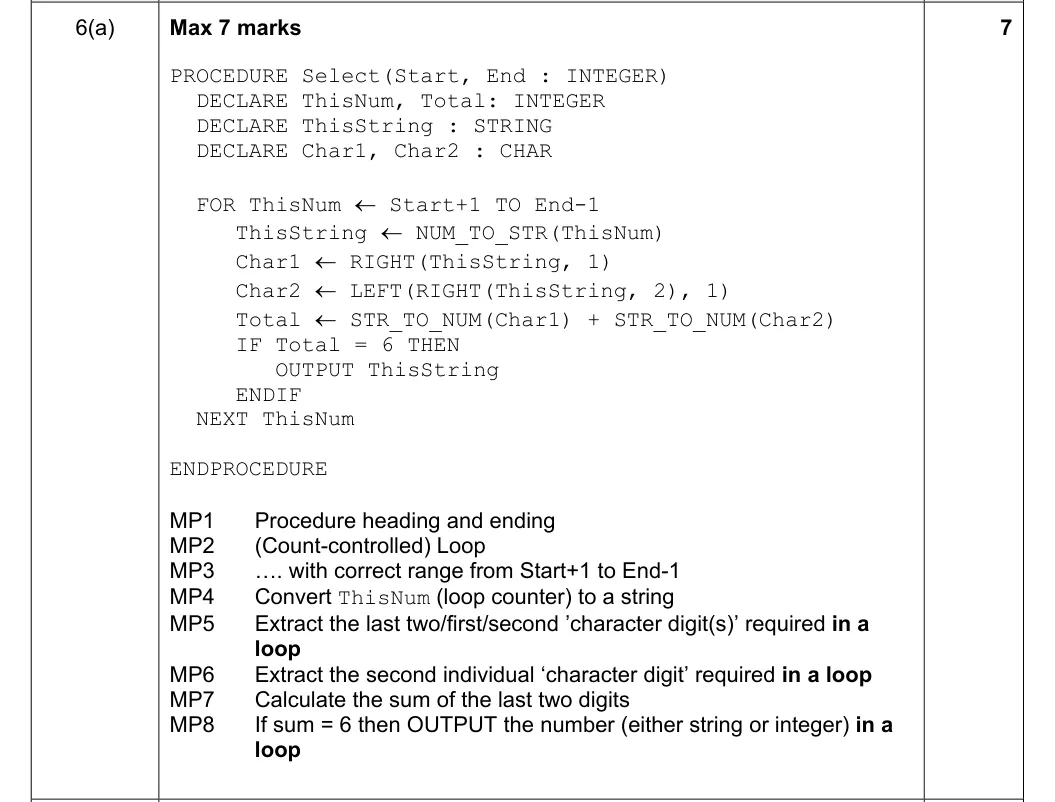 6(a) Max 7 marks 7
PROCEDURE Select(Start, End : INTEGER)
DECLARE ThisNum, Total: INTEGER
DECLARE ThisString : STRING
DECLARE Char1, Char2 : CHAR
FOR ThisNum ← Start+1 TO End-1
ThisString ← NUM_TO_STR(ThisNum)
Char1 ← RIGHT(ThisString, 1)
Char2 ← LEFT(RIGHT(ThisString, 2), 1)
Total ← STR_TO_NUM(Char1) + STR_TO_NUM(Char2)
IF Total = 6 THEN
OUTPUT ThisString
ENDIF
NEXT ThisNum
ENDPROCEDURE
MP1 Procedure heading and ending
MP2 (Count-controlled) Loop
MP3 …. with correct range from Start+1 to End-1
MP4 Convert ThisNum (loop counter) to a string
MP5 Extract the last two/first/second ’character digit(s)’ required in a
loop
MP6 Extract the second individual ‘character digit’ required in a loop
MP7 Calculate the sum of the last two digits
MP8 If sum = 6 then OUTPUT the number (either string or integer) in a
loop